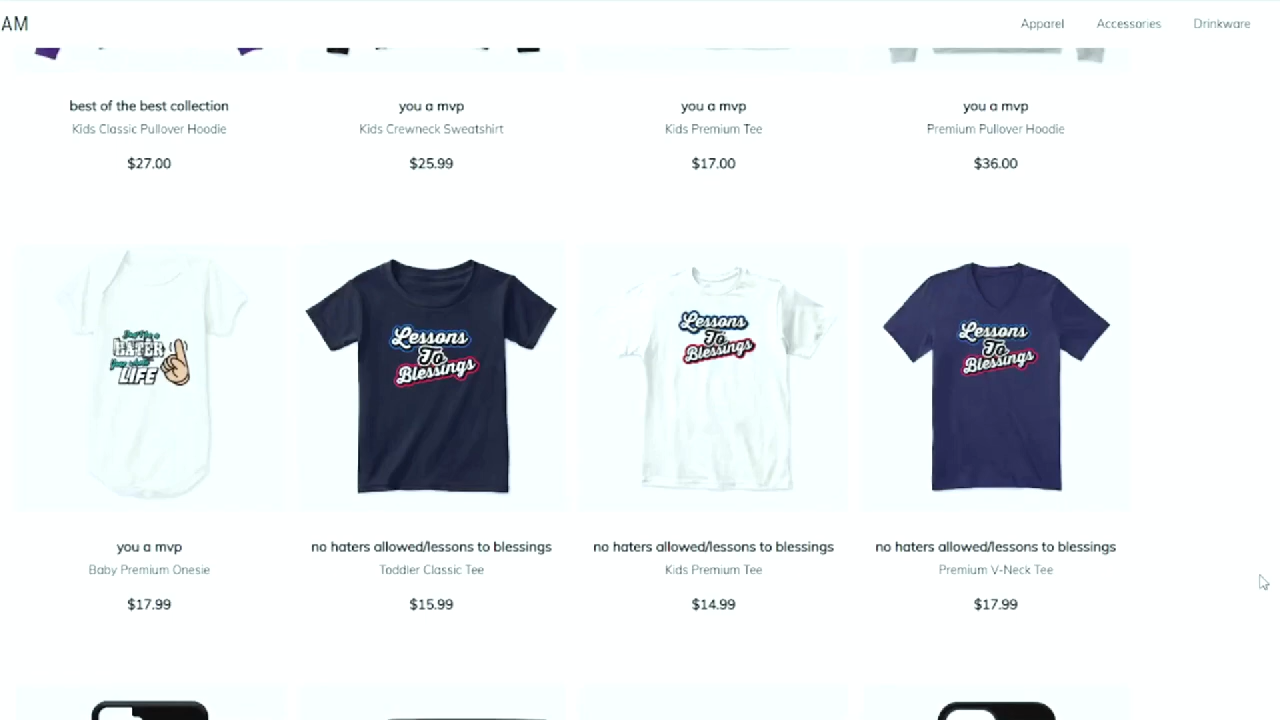 AM
Apparel Accessories Drinkware
best of the best collection
Kids Classic Pullover Hoodie
$27.00
you a mvp
Kids Crewneck Sweatshirt
$25.99
you a mvp
Kids Premium Tee
$17.00
you a mvp
Premium Pullover Hoodie
$36.00
HATER
LIFE
Lessons
To
Blessings
Lessons
To
Blessings
Lessons
To
Blessings
you a mvp
Baby Premium Onesie
$17.99
no haters allowed/lessons to blessings
Toddler Classic Tee
$15.99
no haters allowed/lessons to blessings
Kids Premium Tee
$14.99
no haters allowed/lessons to blessings
Premium V-Neck Tee
$17.99